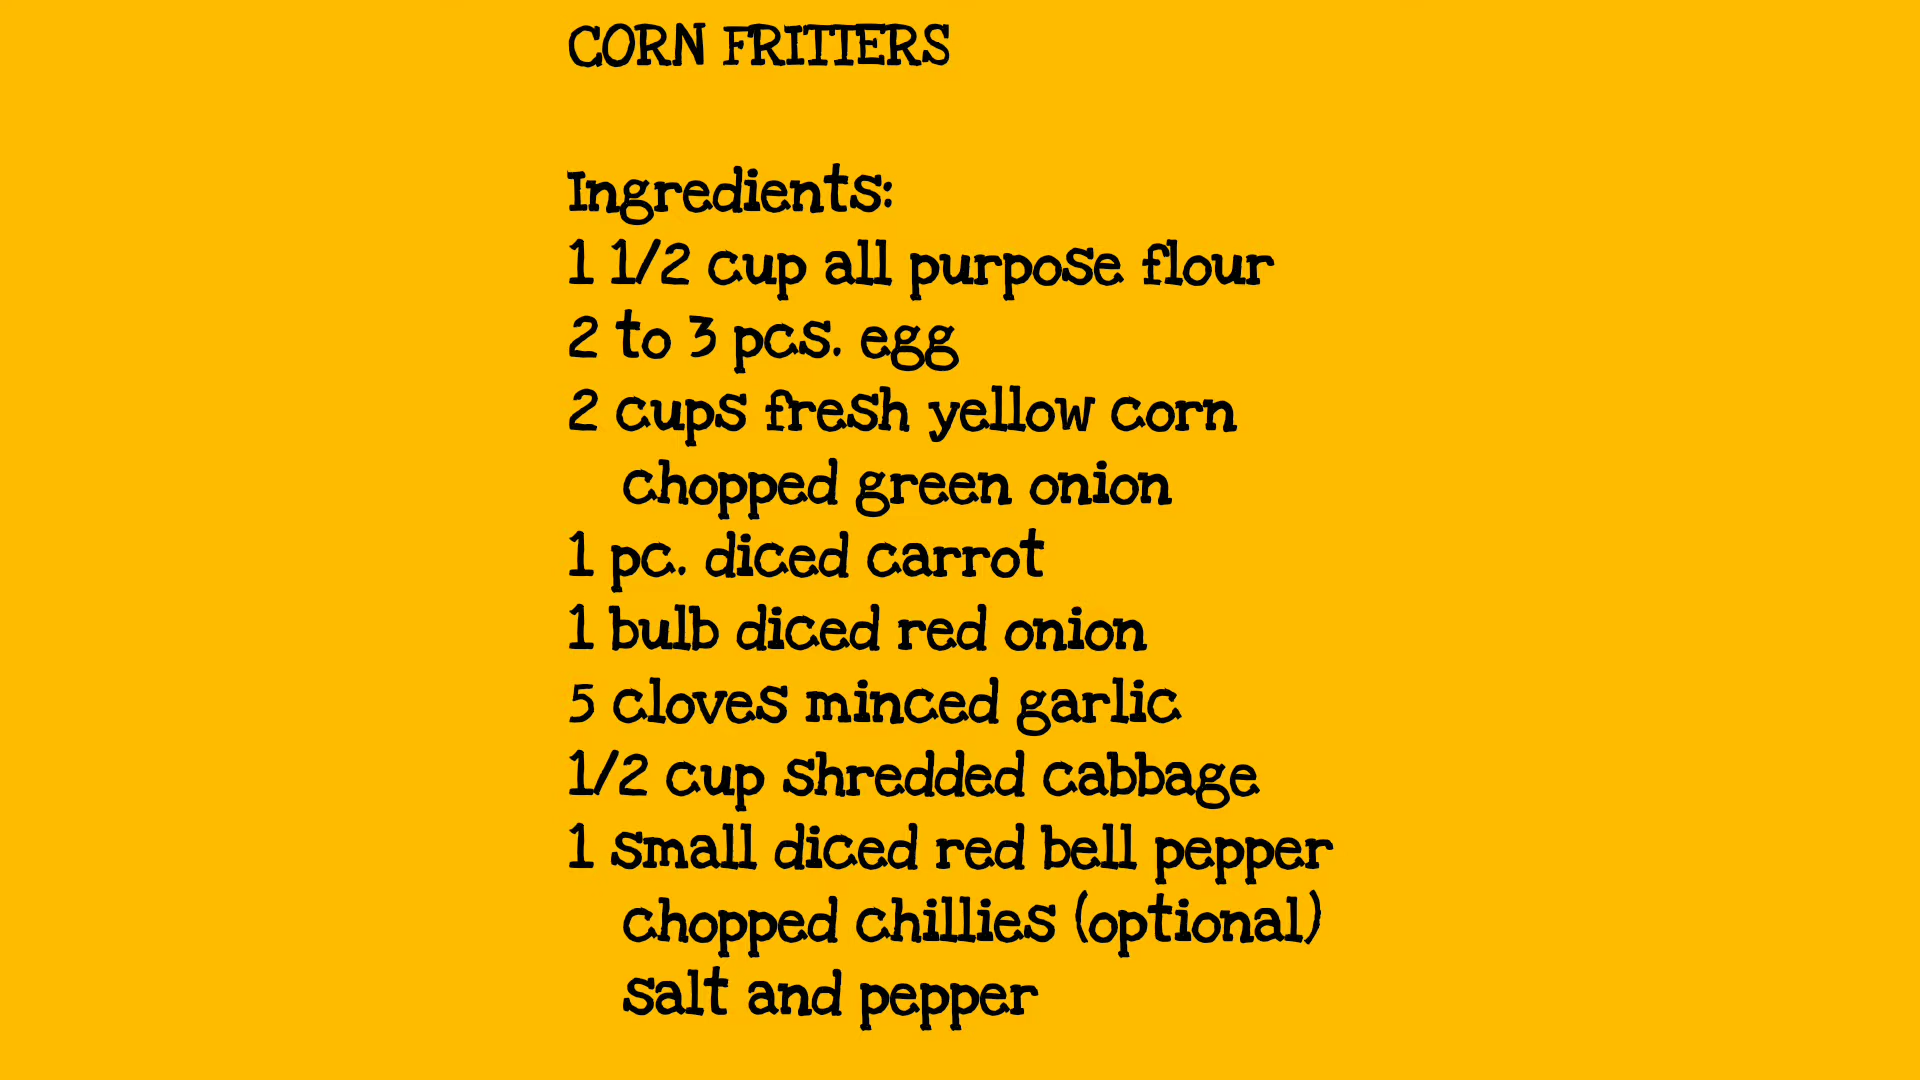 CORN FRITTERS
Ingredients:
1 1/2 cup all purpose flour
2 to 3 pcs. egg
2 cups fresh yellow corn
chopped green onion
1 pc. diced carrot
1 bulb diced red onion
5 cloves minced garlic
1/2 cup shredded cabbage
1 small diced red bell pepper
chopped chillies (optional)
salt and pepper